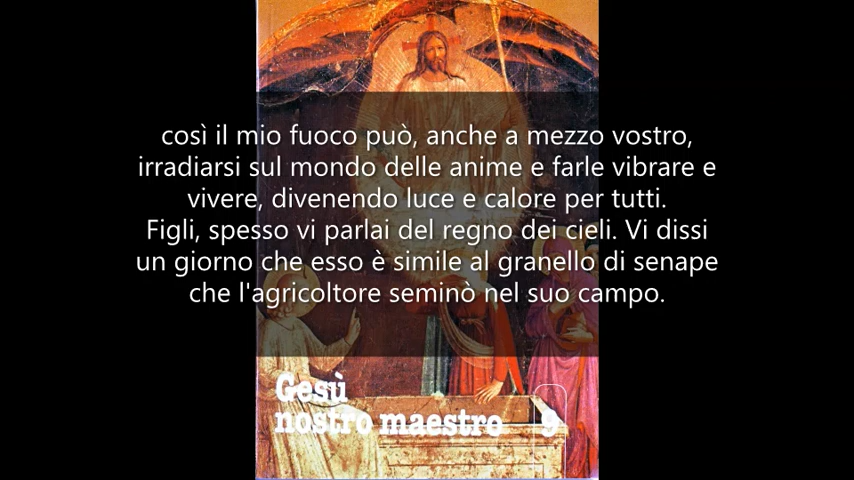 così il mio fuoco può, anche a mezzo vostro,
irradiarsi sul mondo delle anime e farle vibrare e
vivere, divenendo luce e calore per tutti.
Figli, spesso vi parlai del regno dei cieli. Vi dissi
un giorno che esso è simile al granello di senape
che l'agricoltore seminò nel suo campo.
Gesù
nostro maestro 9